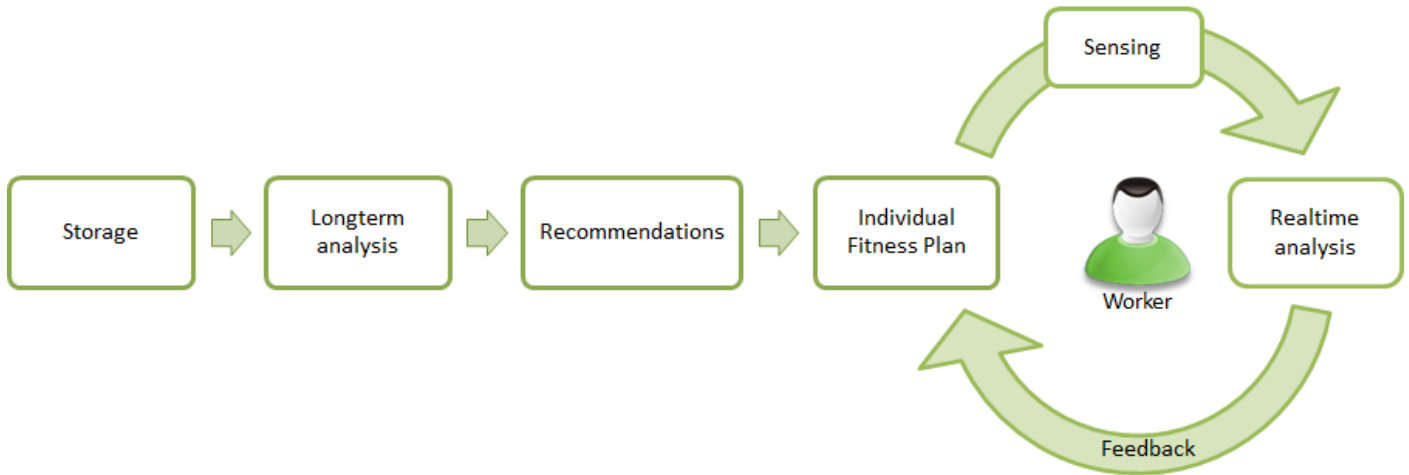 Sensing
Storage
Longterm
analysis
Recommendations
Individual
Fitness Plan
Worker
Realtime
analysis
Feedback